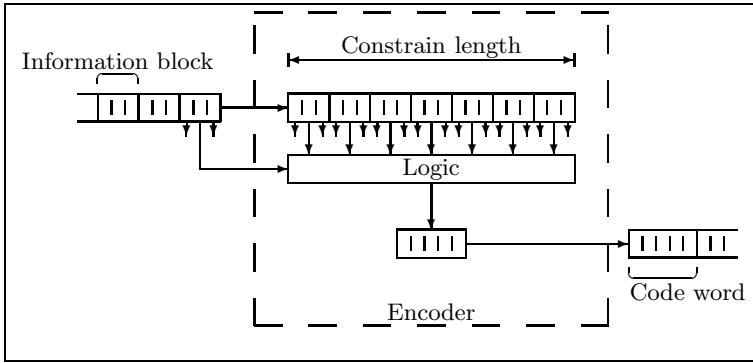 Constrain length
Information block
Logic
Code word
Encoder